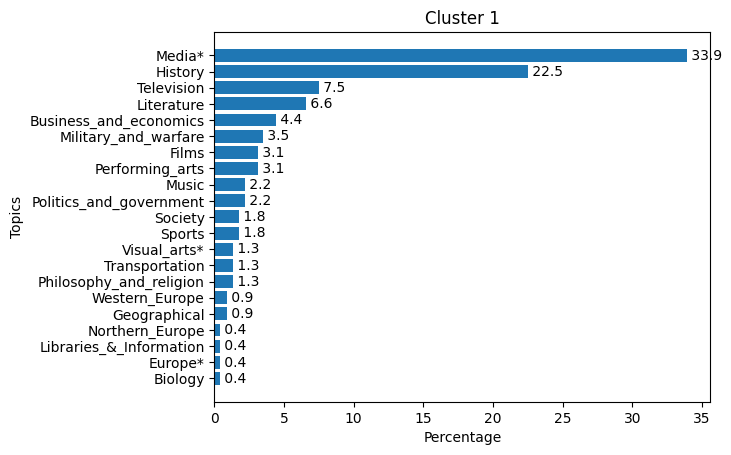 Cluster 1
Topics
Media* 33.9
History 22.5
Television 7.5
Literature 6.6
Business_and_economics 4.4
Military_and_warfare 3.5
Films 3.1
Performing_arts 3.1
Music 2.2
Politics_and_government 2.2
Society 1.8
Sports 1.8
Visual_arts* 1.3
Transportation 1.3
Philosophy_and_religion 1.3
Western_Europe 0.9
Geographical 0.9
Northern_Europe 0.4
Libraries_&_Information 0.4
Europe* 0.4
Biology 0.4
0 5 10 15 20 25 30 35
Percentage